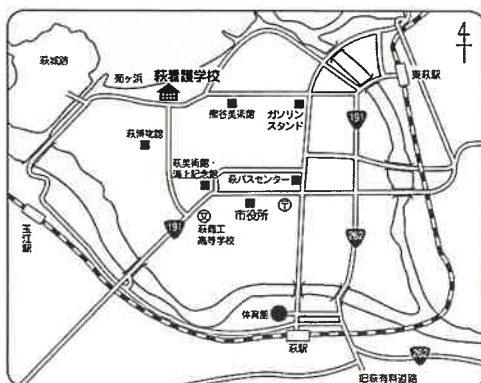 4
萩城跡
菊ヶ浜
萩看護学校
東萩駅
熊谷美術館
ガソリン
スタンド
191
萩博物館
萩美術館・
浦上記念館
萩バスセンター
市役所
〒
文
萩商工
高等学校
191
262
玉江駅
体育館
萩駅
262
旧萩有料道路